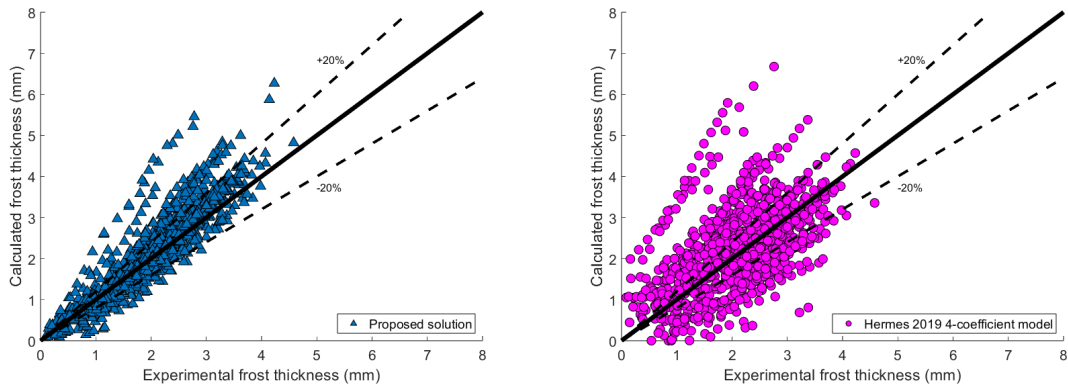 8
7
6
5
4
3
2
1
0
Calculated frost thickness (mm)
+20%
-20%
Proposed solution
0 1 2 3 4 5 6 7 8
Experimental frost thickness (mm)
8
7
6
5
4
3
2
1
0
Calculated frost thickness (mm)
+20%
-20%
Hermes 2019 4-coefficient model
0 1 2 3 4 5 6 7 8
Experimental frost thickness (mm)